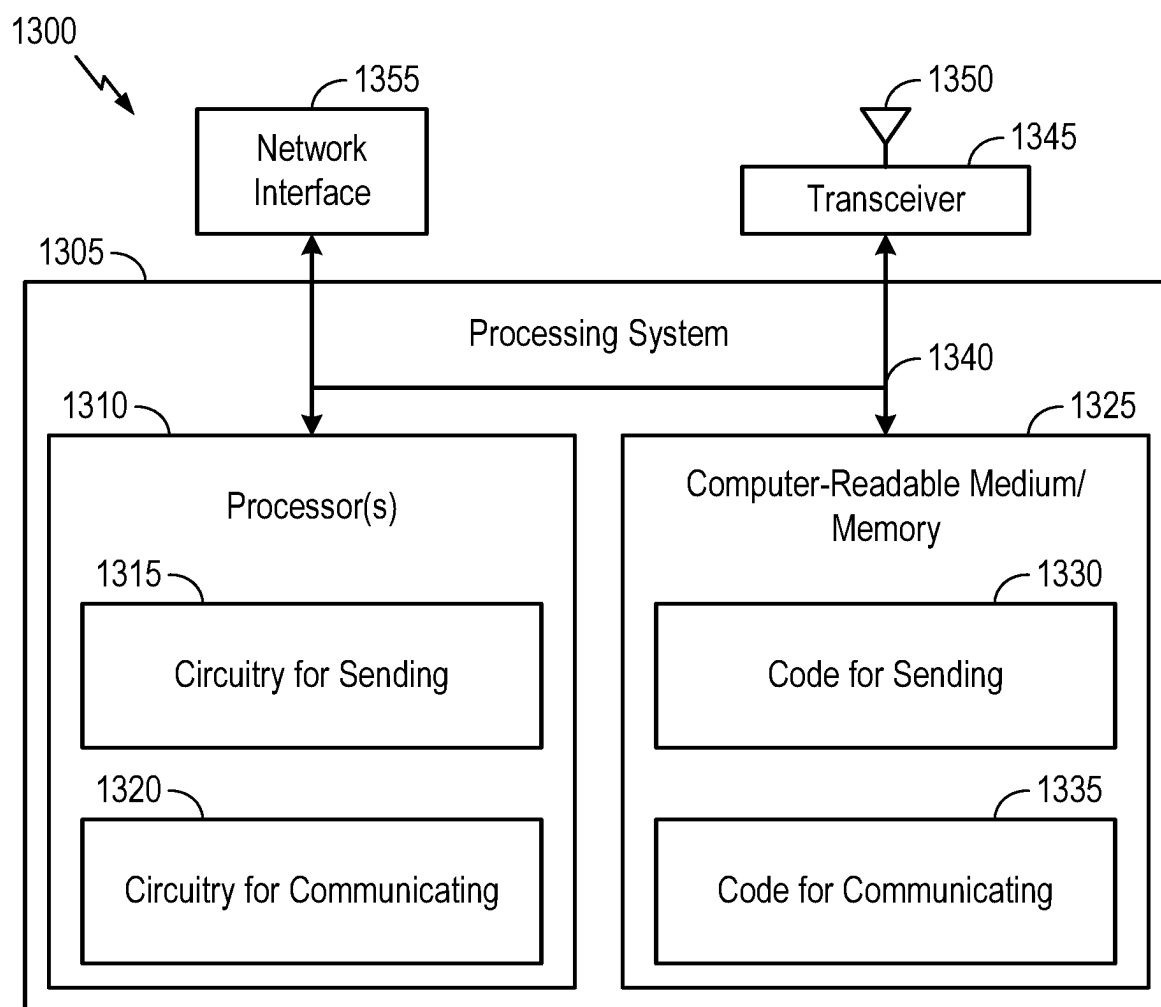 1300
1355
1350
Network
Interface
1345
Transceiver
1305
Processing System
1340
1310
1325
Processor(s)
Computer-Readable Medium/
Memory
1315
1330
Circuitry for Sending
Code for Sending
1320
1335
Circuitry for Communicating
Code for Communicating